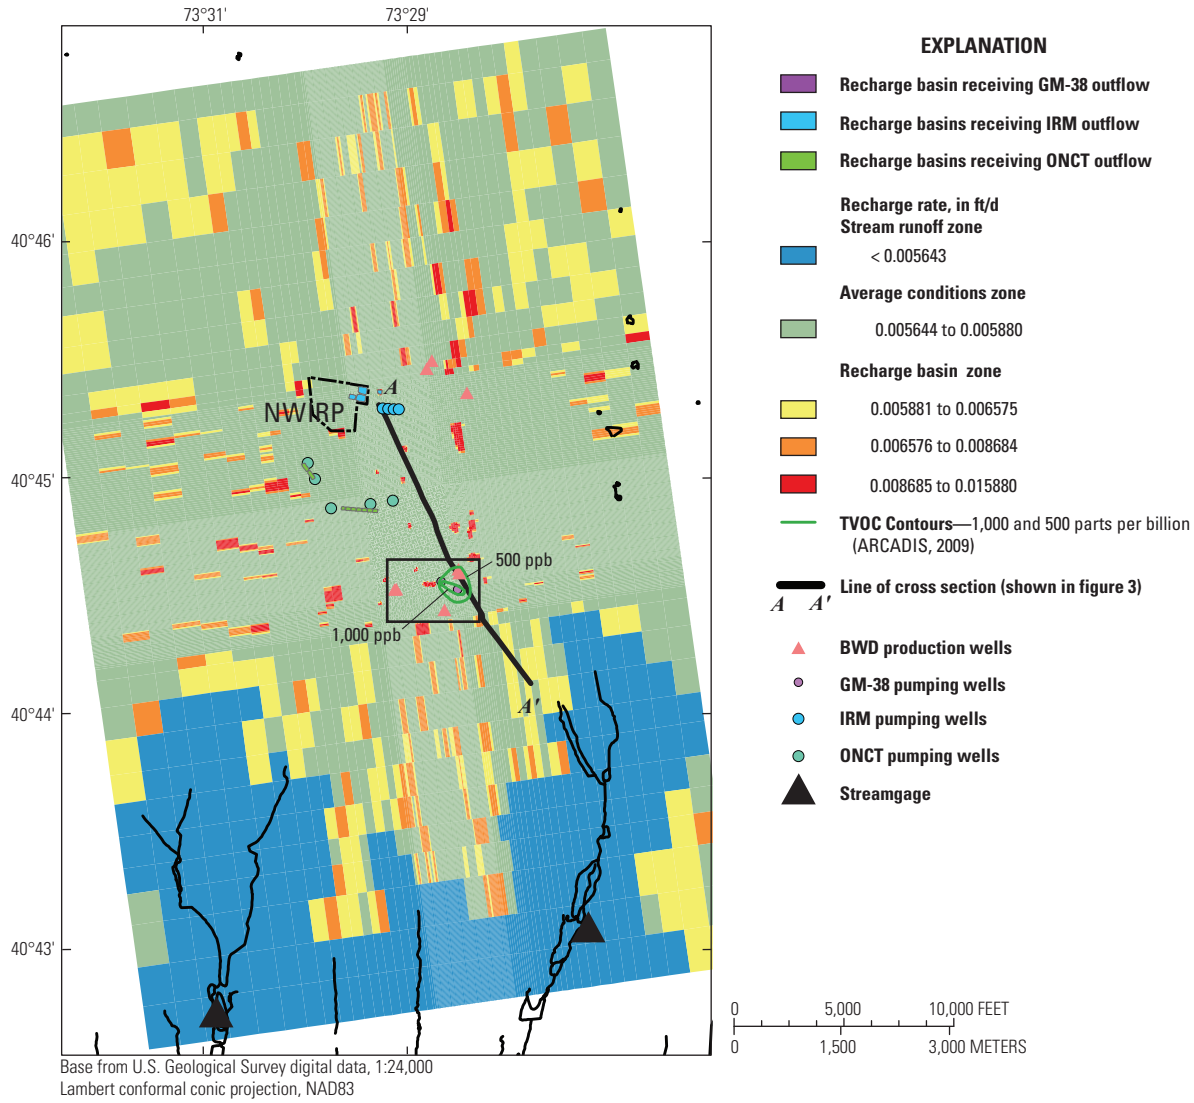 73°31'
73°29'
40°46'
40°45'
40°44'
40°43'
A
NWIRP
500 ppb
1,000 ppb
A'
EXPLANATION
Recharge basin receiving GM-38 outflow
Recharge basins receiving IRM outflow
Recharge basins receiving ONCT outflow
Recharge rate, in ft/d
Stream runoff zone
< 0.005643
Average conditions zone
0.005644 to 0.005880
Recharge basin zone
0.005881 to 0.006575
0.006576 to 0.008684
0.008685 to 0.015880
TVOC Contours—1,000 and 500 parts per billion
(ARCADIS, 2009)
Line of cross section (shown in figure 3)
A A'
BWD production wells
GM-38 pumping wells
IRM pumping wells
ONCT pumping wells
Streamgage
0 5,000 10,000 FEET
0 1,500 3,000 METERS
Base from U.S. Geological Survey digital data, 1:24,000
Lambert conformal conic projection, NAD83